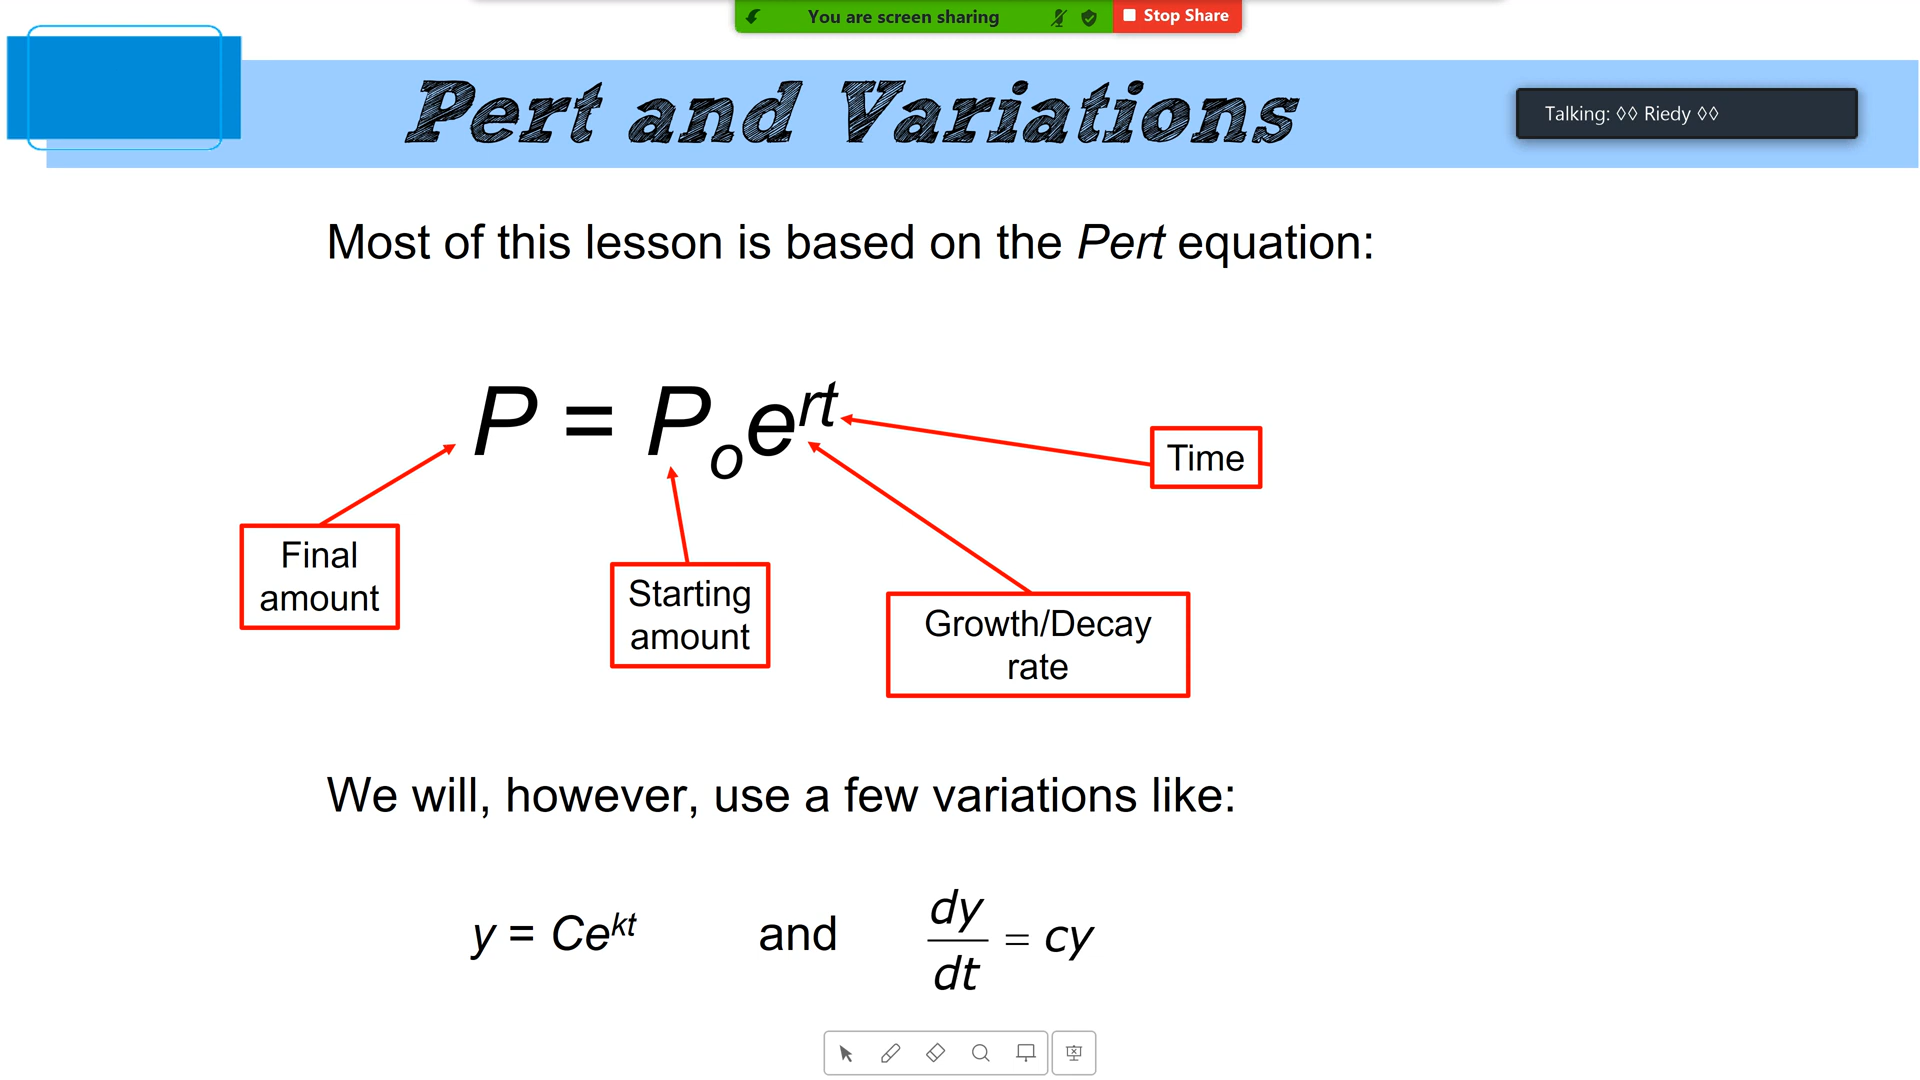 You are screen sharing
Stop Share
Pert and Variations
Talking: ◊◊ Riedy ◊◊
Most of this lesson is based on the Pert equation:
P = Pₒeʳᵗ
Time
Final
amount
Starting
amount
Growth/Decay
rate
We will, however, use a few variations like:
y = Ceᵏᵗ and dy/dt = cy